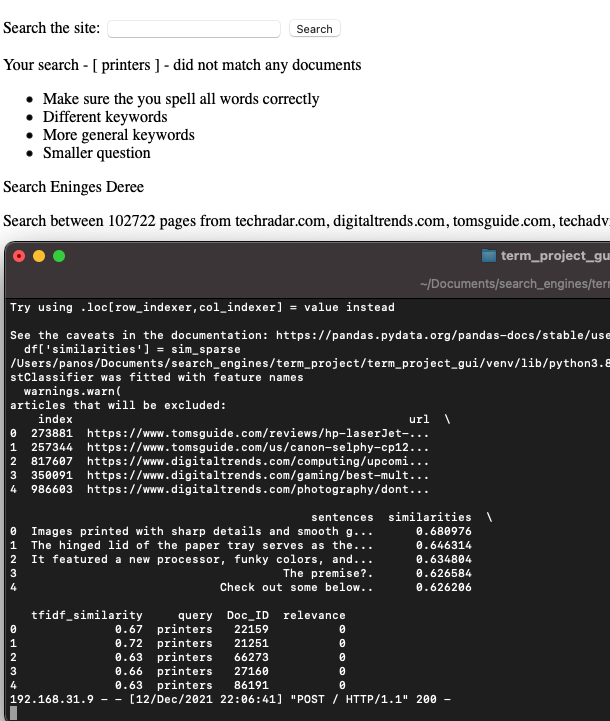 Search the site: Search
Your search - [ printers ] - did not match any documents
• Make sure the you spell all words correctly
• Different keywords
• More general keywords
• Smaller question
Search Eninges Deree
Search between 102722 pages from techradar.com, digitaltrends.com, tomsguide.com, techadv
term_project_gu
~/Documents/search_engines/ter
Try using .loc[row_indexer,col_indexer] = value instead
See the caveats in the documentation: https://pandas.pydata.org/pandas-docs/stable/use
df['similarities'] = sim_sparse
/Users/panos/Documents/search_engines/term_project/term_project_gui/venv/lib/python3.8
stClassifier was fitted with feature names
warnings.warn(
articles that will be excluded:
index url \
0 273881 https://www.tomsguide.com/reviews/hp-laserJet-...
1 257344 https://www.tomsguide.com/us/canon-selphy-cp12...
2 817607 https://www.digitaltrends.com/computing/upcomi...
3 350091 https://www.digitaltrends.com/gaming/best-mult...
4 986603 https://www.digitaltrends.com/photography/dont...
sentences similarities \
0 Images printed with sharp details and smooth g... 0.680976
1 The hinged lid of the paper tray serves as the... 0.646314
2 It featured a new processor, funky colors, and... 0.634804
3 The premise?. 0.626584
4 Check out some below.. 0.626206
tfidf_similarity query Doc_ID relevance
0 0.67 printers 22159 0
1 0.72 printers 21251 0
2 0.63 printers 66273 0
3 0.66 printers 27160 0
4 0.63 printers 86191 0
192.168.31.9 - - [12/Dec/2021 22:06:41] "POST / HTTP/1.1" 200 -